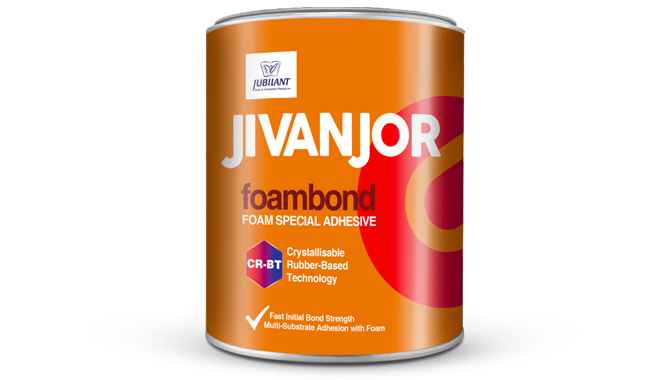 JUBILANT
JIVANJOR
foambond
FOAM SPECIAL ADHESIVE
CR-BT
Crystallisable
Rubber-Based
Technology
Fast Initial Bond Strength
Multi-Substrate Adhesion with Foam